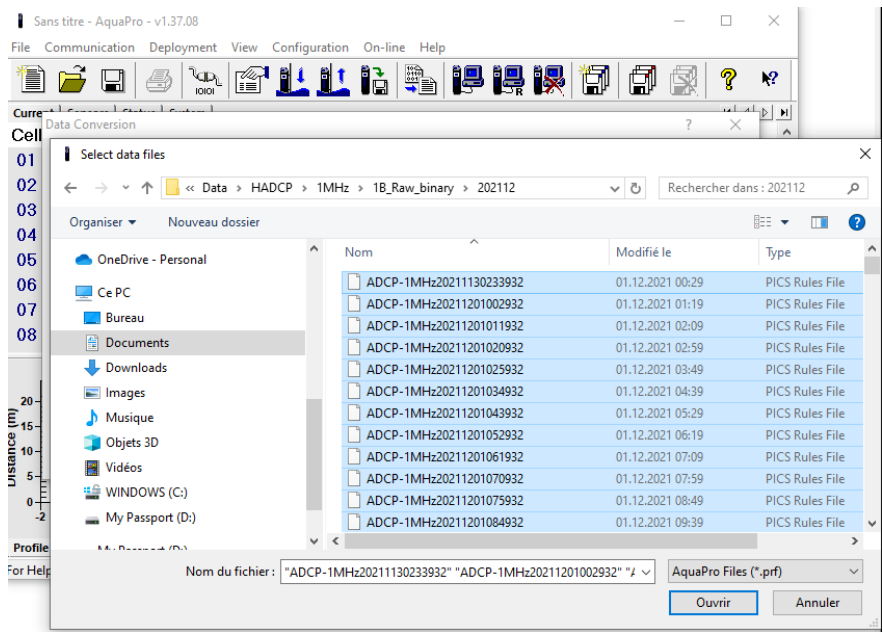 Sans titre - AquaPro - v1.37.08
File Communication Deployment View Configuration On-line Help
Current Sensors Status System
Data Conversion ?
Cell
01
02
03
04
05
06
07
08
Select data files
« Data > HADCP > 1MHz > 1B_Raw_binary > 202112
Rechercher dans : 202112
Organiser Nouveau dossier
OneDrive - Personal
Ce PC
Bureau
Documents
Downloads
Images
Musique
Objets 3D
Vidéos
WINDOWS (C:)
My Passport (D:)
My Passport (D:)
Nom Modifié le Type
ADCP-1MHz20211130233932 01.12.2021 00:29 PICS Rules File
ADCP-1MHz20211201002932 01.12.2021 01:19 PICS Rules File
ADCP-1MHz20211201011932 01.12.2021 02:09 PICS Rules File
ADCP-1MHz20211201020932 01.12.2021 02:59 PICS Rules File
ADCP-1MHz20211201025932 01.12.2021 03:49 PICS Rules File
ADCP-1MHz20211201034932 01.12.2021 04:39 PICS Rules File
ADCP-1MHz20211201043932 01.12.2021 05:29 PICS Rules File
ADCP-1MHz20211201052932 01.12.2021 06:19 PICS Rules File
ADCP-1MHz20211201061932 01.12.2021 07:09 PICS Rules File
ADCP-1MHz20211201070932 01.12.2021 07:59 PICS Rules File
ADCP-1MHz20211201075932 01.12.2021 08:49 PICS Rules File
ADCP-1MHz20211201084932 01.12.2021 09:39 PICS Rules File
Distance (m)
20
15
10
5
0
-2
Profile
For Help
Nom du fichier : "ADCP-1MHz20211130233932" "ADCP-1MHz20211201002932" "A
AquaPro Files (*.prf)
Ouvrir Annuler